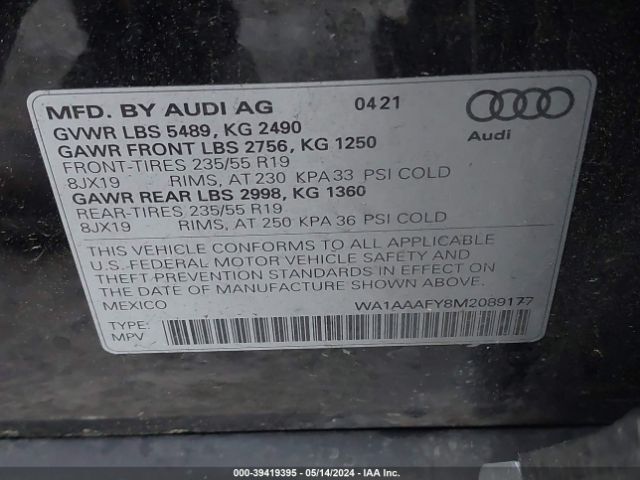 MFD. BY AUDI AG 0421
Audi
GVWR LBS 5489, KG 2490
GAWR FRONT LBS 2756, KG 1250
FRONT-TIRES 235/55 R19
8JX19 RIMS, AT 230 KPA 33 PSI COLD
GAWR REAR LBS 2998, KG 1360
REAR-TIRES 235/55 R19
8JX19 RIMS, AT 250 KPA 36 PSI COLD
THIS VEHICLE CONFORMS TO ALL APPLICABLE
U.S. FEDERAL MOTOR VEHICLE SAFETY AND
THEFT PREVENTION STANDARDS IN EFFECT ON
THE DATE OF MANUFACTURE SHOWN ABOVE.
MEXICO WA1AAAFY8M2089177
TYPE:
MPV
000-39419395 - 05/14/2024 - IAA Inc.